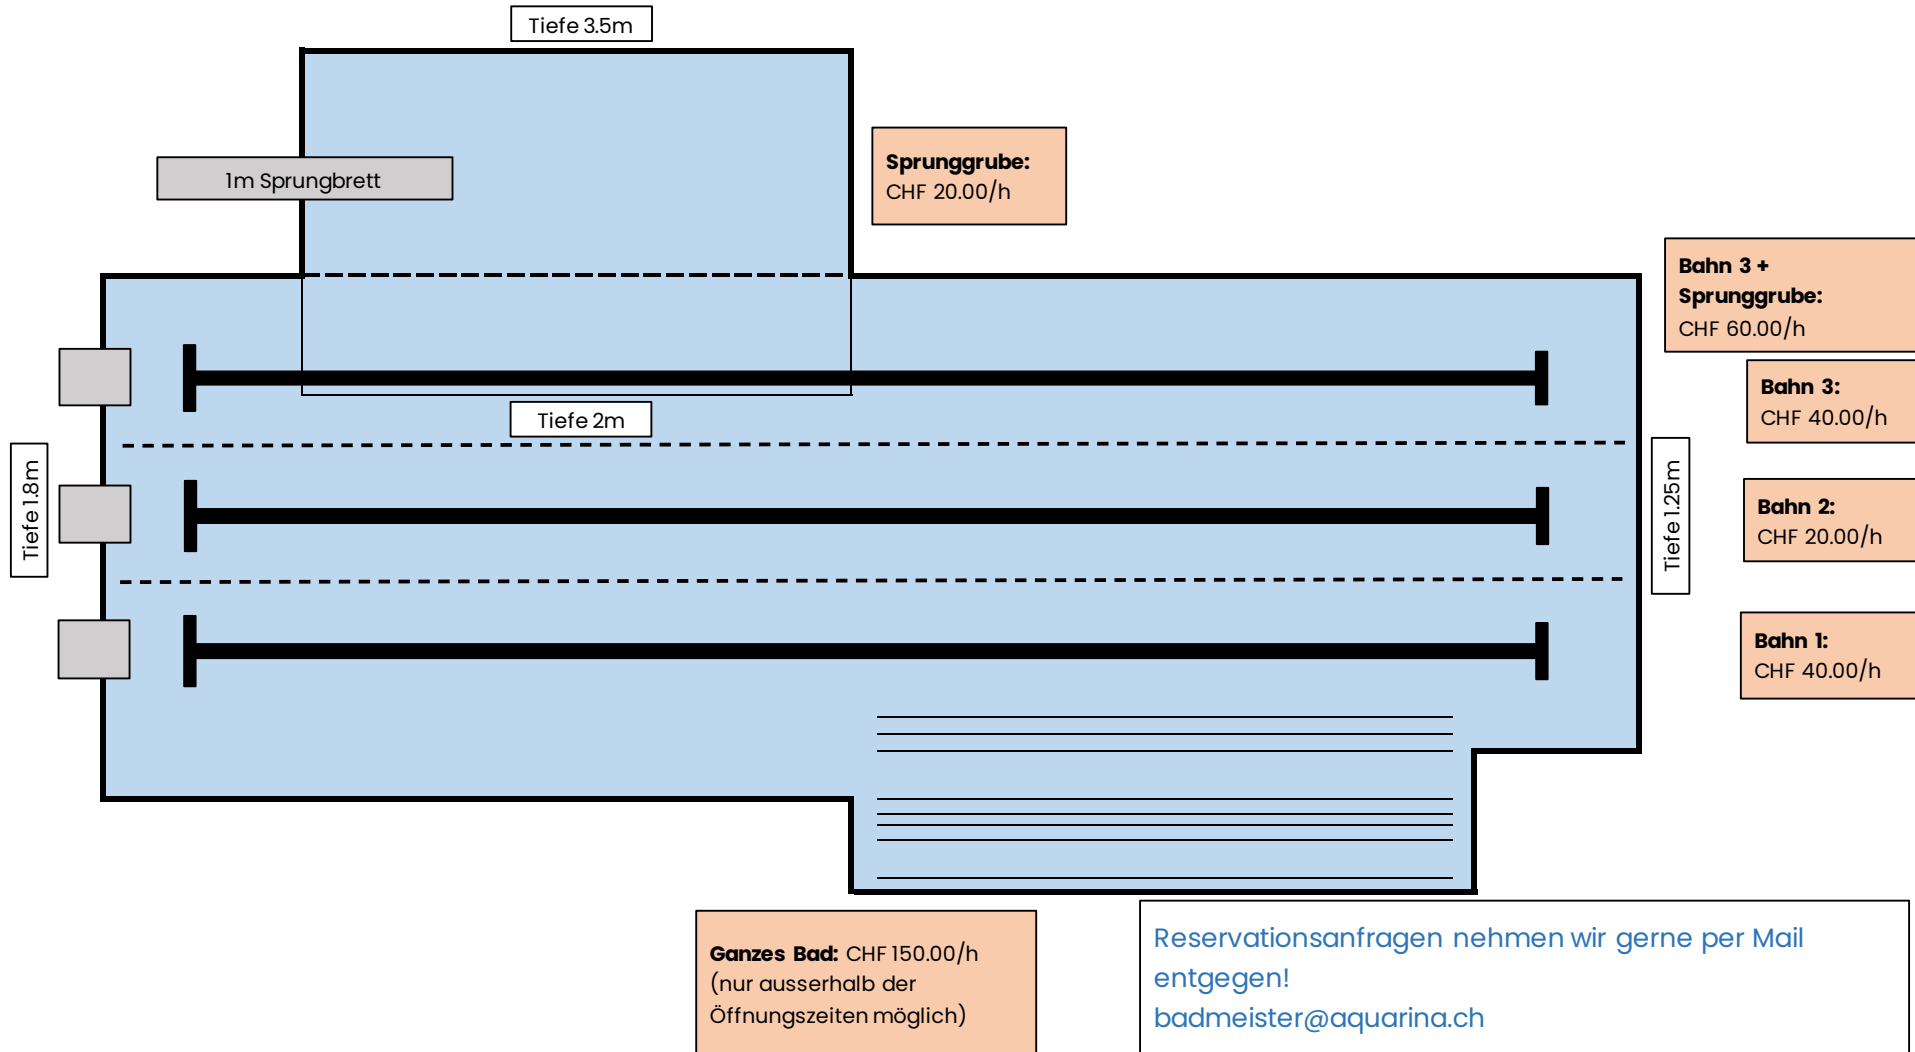 Tiefe 3.5m
1m Sprungbrett
Sprunggrube:
CHF 20.00/h
Bahn 3 +
Sprunggrube:
CHF 60.00/h
Bahn 3:
CHF 40.00/h
Tiefe 2m
Tiefe 1.8m
Tiefe 1.25m
Bahn 2:
CHF 20.00/h
Bahn 1:
CHF 40.00/h
Ganzes Bad: CHF 150.00/h
(nur ausserhalb der
Öffnungszeiten möglich)
Reservationsanfragen nehmen wir gerne per Mail
entgegen!
badmeister@aquarina.ch